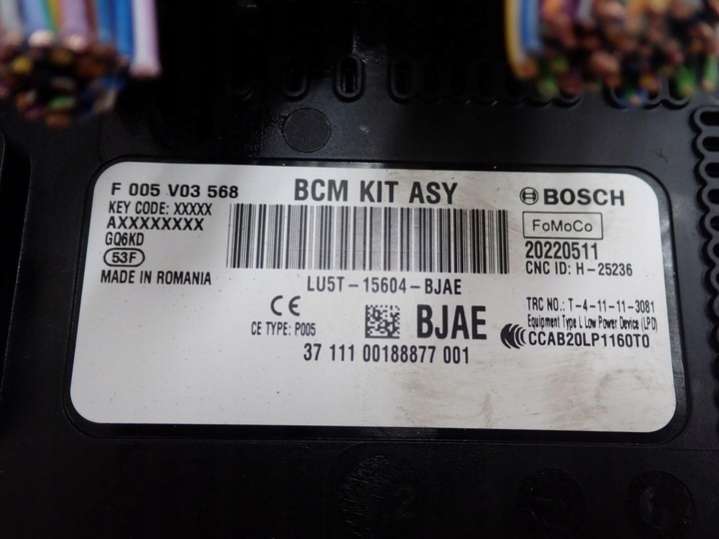 F 005 V03 568 BCM KIT ASY BOSCH
KEY CODE: XXXXX
AXXXXXXXX
GQ6KD
53F
MADE IN ROMANIA
FoMoCo
20220511
CNC ID: H-25236
LU5T-15604-BJAE
CE
CE TYPE: P005
BJAE
TRC NO.: T-4-11-11-3081
Equipment Type I, Low Power Device (LPD)
CCAB20LP1160T0
37 111 00188877 001